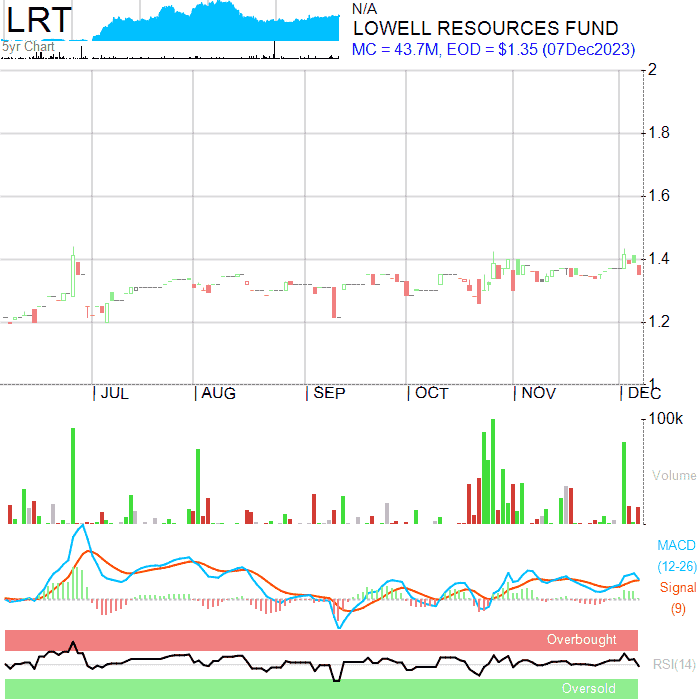 LRT
N/A
LOWELL RESOURCES FUND
5yr Chart
MC = 43.7M, EOD = $1.35 (07Dec2023)
2
1.8
1.6
1.4
1.2
1
JUL AUG SEP OCT NOV DEC
100k
Volume
MACD
(12-26)
Signal
(9)
Overbought
RSI(14)
Oversold